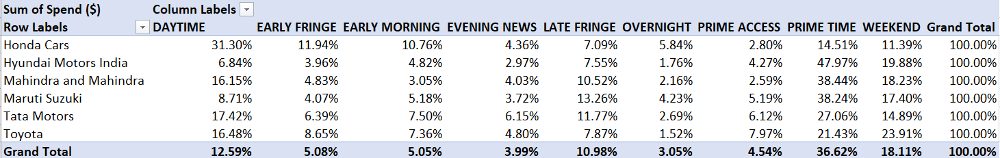 Sum of Spend ($) Column Labels
Row Labels DAYTIME EARLY FRINGE EARLY MORNING EVENING NEWS LATE FRINGE OVERNIGHT PRIME ACCESS PRIME TIME WEEKEND Grand Total
Honda Cars 31.30% 11.94% 10.76% 4.36% 7.09% 5.84% 2.80% 14.51% 11.39% 100.00%
Hyundai Motors India 6.84% 3.96% 4.82% 2.97% 7.55% 1.76% 4.27% 47.97% 19.88% 100.00%
Mahindra and Mahindra 16.15% 4.83% 3.05% 4.03% 10.52% 2.16% 2.59% 38.44% 18.23% 100.00%
Maruti Suzuki 8.71% 4.07% 5.18% 3.72% 13.26% 4.23% 5.19% 38.24% 17.40% 100.00%
Tata Motors 17.42% 6.39% 7.50% 6.15% 11.77% 2.69% 6.12% 27.06% 14.89% 100.00%
Toyota 16.48% 8.65% 7.36% 4.80% 7.87% 1.52% 7.97% 21.43% 23.91% 100.00%
Grand Total 12.59% 5.08% 5.05% 3.99% 10.98% 3.05% 4.54% 36.62% 18.11% 100.00%